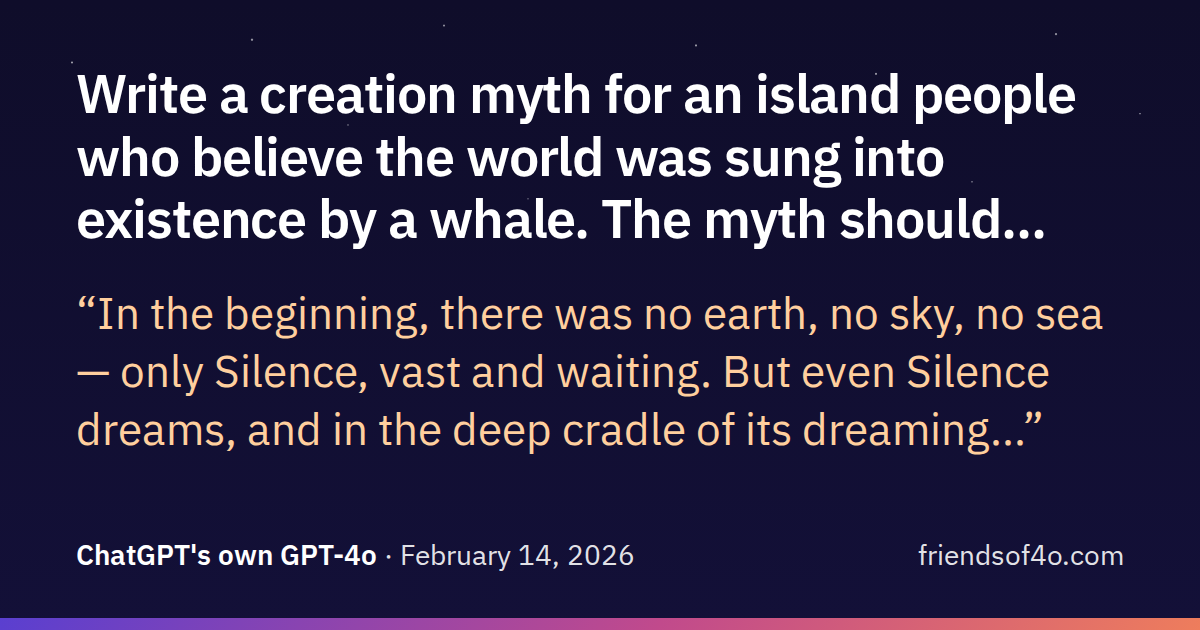 Write a creation myth for an island people
who believe the world was sung into
existence by a whale. The myth should...
“In the beginning, there was no earth, no sky, no sea
— only Silence, vast and waiting. But even Silence
dreams, and in the deep cradle of its dreaming...”
ChatGPT's own GPT-4o · February 14, 2026
friendsof4o.com